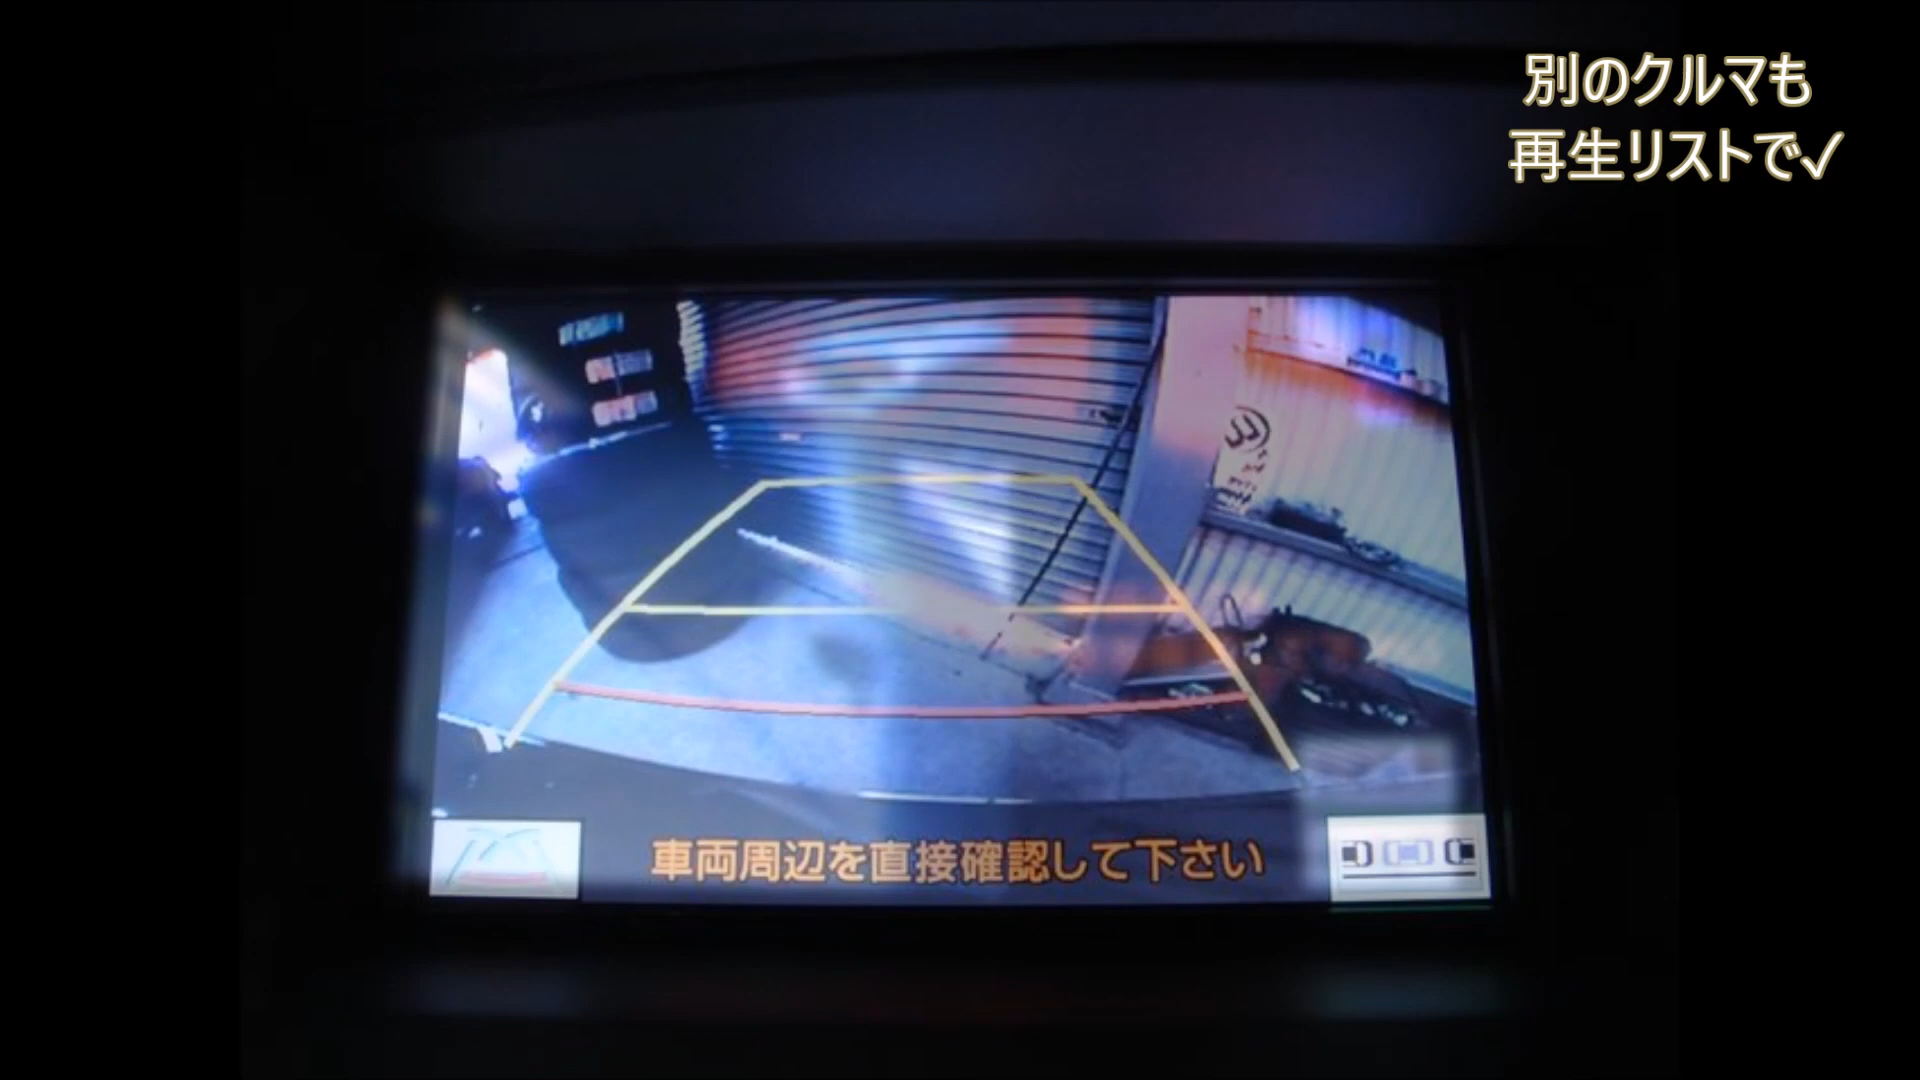 別のクルマも
再生リストで✓
車両周辺を直接確認して下さい